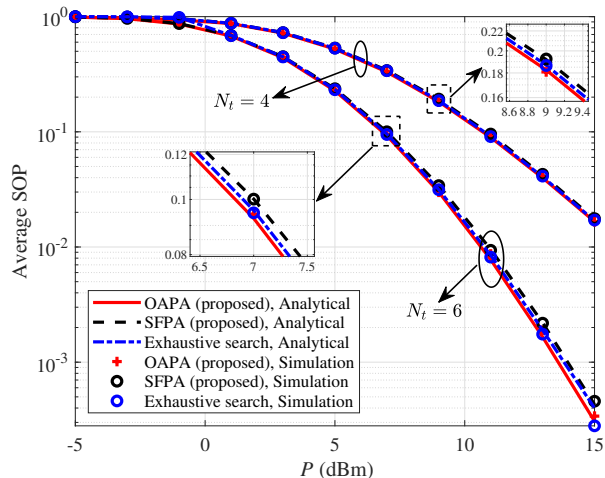 10^0
10^{-1}
10^{-2}
10^{-3}
Average SOP
-5
0
5
10
15
P (dBm)
N_t = 4
N_t = 6
0.22
0.2
0.18
0.16
8.6 8.8 9 9.2 9.4
0.12
0.1
0.08
6.5 7 7.5
OAPA (proposed), Analytical
SFPA (proposed), Analytical
Exhaustive search, Analytical
OAPA (proposed), Simulation
SFPA (proposed), Simulation
Exhaustive search, Simulation